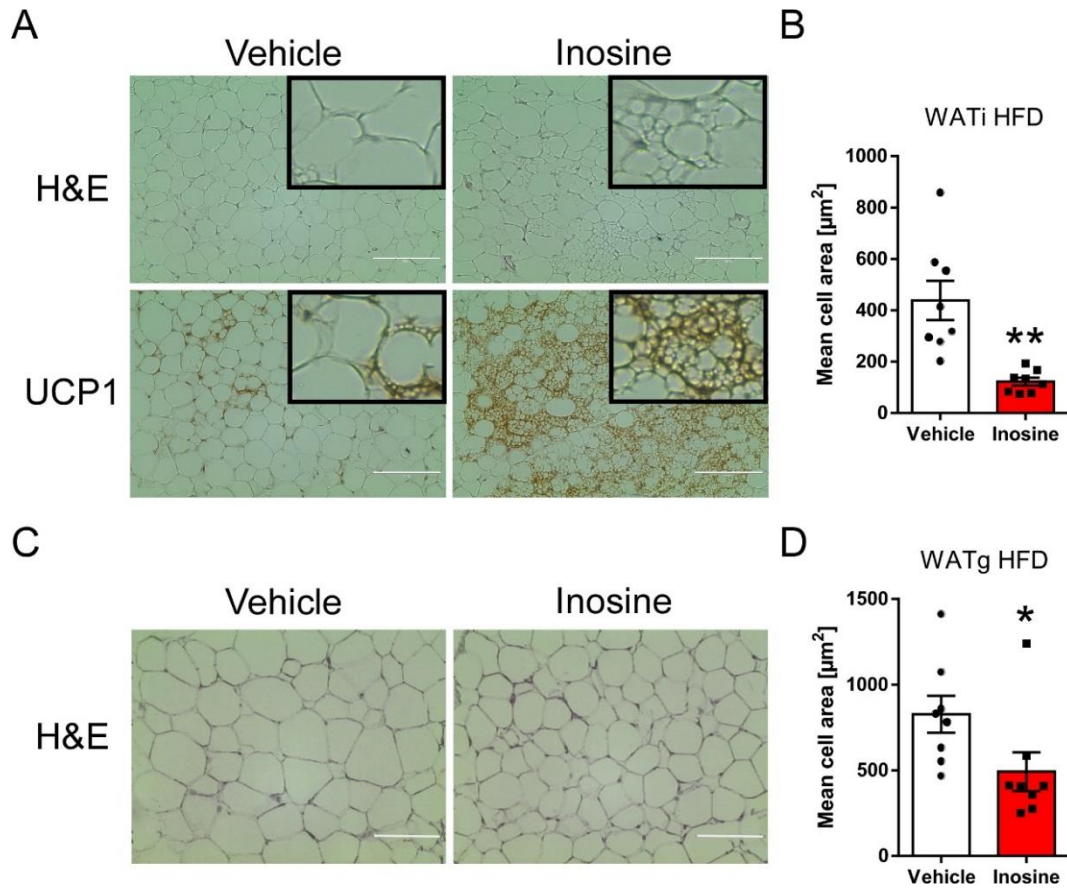 A
Vehicle
Inosine
H&E
UCP1
B
WATi HFD
Mean cell area [µm²]
1000
800
600
400
200
0
**
Vehicle
Inosine
C
Vehicle
Inosine
H&E
D
WATg HFD
Mean cell area [µm²]
1500
1000
500
0
*
Vehicle
Inosine